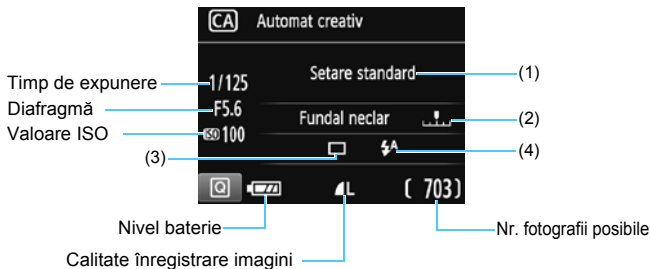 CA Automat creativ
Timp de expunere
1/125
Setare standard
(1)
Diafragmă
F5.6
Fundal neclar
(2)
Valoare ISO
ISO 100
(3)
A
(4)
Q
L
( 703)
Nivel baterie
Nr. fotografii posibile
Calitate înregistrare imagini